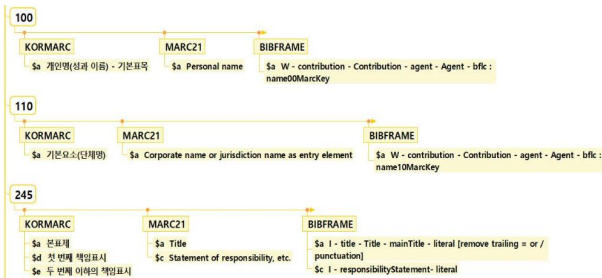 100
KORMARC MARC21 BIBFRAME
$a 개인명(성과 이름) - 기본표목 $a Personal name $a W - contribution - Contribution - agent - Agent - bflc :
name00MarcKey
110
KORMARC MARC21 BIBFRAME
$a 기본요소(단체명) $a Corporate name or jurisdiction name as entry element $a W - contribution - Contribution - agent - Agent - bflc :
name10MarcKey
245
KORMARC MARC21 BIBFRAME
$a 본표제 $a Title $a I - title - Title - mainTitle - literal [remove trailing = or /
$d 첫 번째 책임표시 $c Statement of responsibility, etc. punctuation]
$e 두 번째 이하의 책임표시 $c I - responsibilityStatement- literal